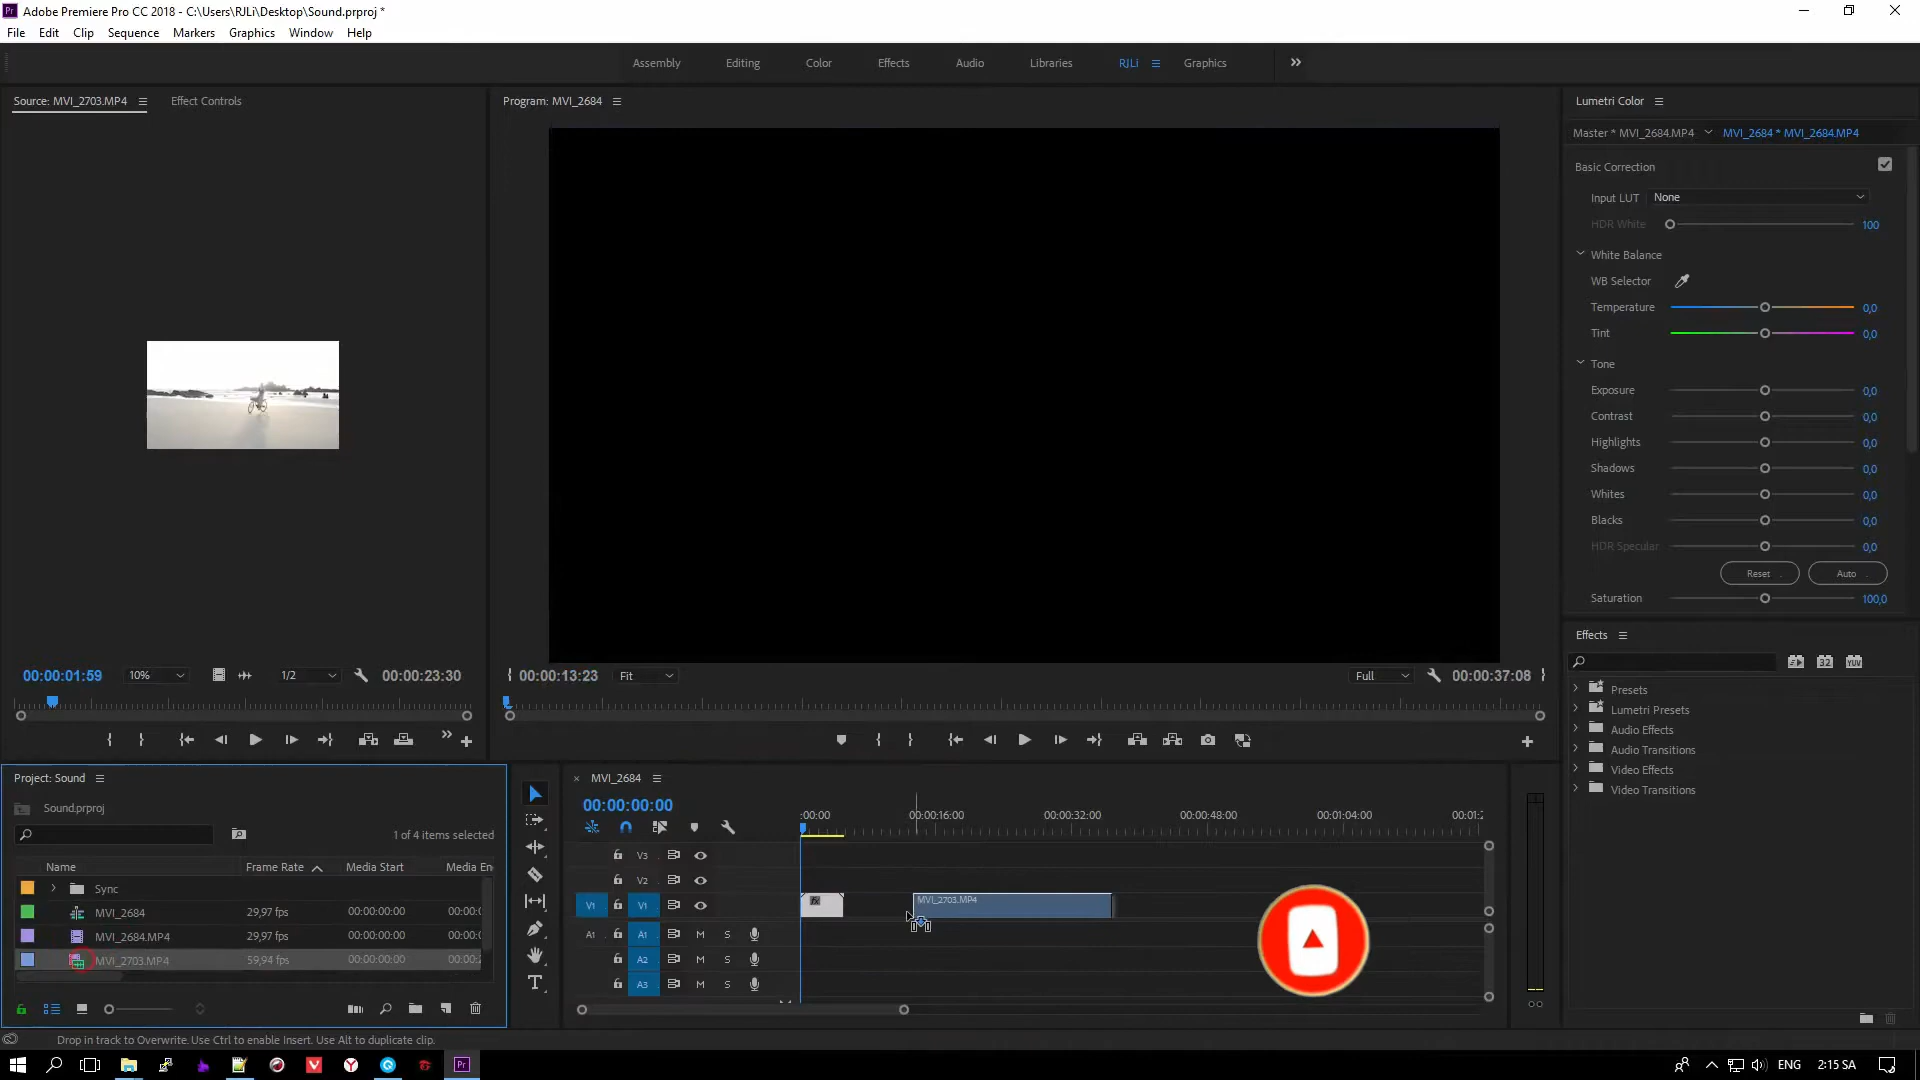 Pr Adobe Premiere Pro CC 2018 - C:\Users\RJLi\Desktop\Sound.prproj *
File Edit Clip Sequence Markers Graphics Window Help
Assembly Editing Color Effects Audio Libraries RJLi Graphics
Source: MVI_2703.MP4 Effect Controls
Program: MVI_2684
Lumetri Color
Master * MVI_2684.MP4 MVI_2684 * MVI_2684.MP4
Basic Correction
Input LUT None
HDR White 100
White Balance
WB Selector
Temperature 0,0
Tint 0,0
Tone
Exposure 0,0
Contrast 0,0
Highlights 0,0
Shadows 0,0
Whites 0,0
Blacks 0,0
HDR Specular 0,0
Reset Auto
Saturation 100,0
00:00:01:59 10% 1/2 00:00:23:30
00:00:13:23 Fit Full 00:00:37:08
Effects
32 YUV
Presets
Lumetri Presets
Audio Effects
Audio Transitions
Video Effects
Video Transitions
Project: Sound
Sound.prproj
1 of 4 items selected
Name Frame Rate Media Start Media En
Sync
MVI_2684 29,97 fps 00:00:00:00 00:00:0
MVI_2684.MP4 29,97 fps 00:00:00:00 00:00:0
MVI_2703.MP4 59,94 fps 00:00:00:00 00:00:2
MVI_2684
00:00:00:00
:00:00 00:00:16:00 00:00:32:00 00:00:48:00 00:01:04:00 00:01:2
V3
V2
V1 V1 fx MVI_2703.MP4
A1 A1 M S
A2 M S
A3 M S
Drop in track to Overwrite. Use Ctrl to enable Insert. Use Alt to duplicate clip.
Pr ENG 2:15 SA